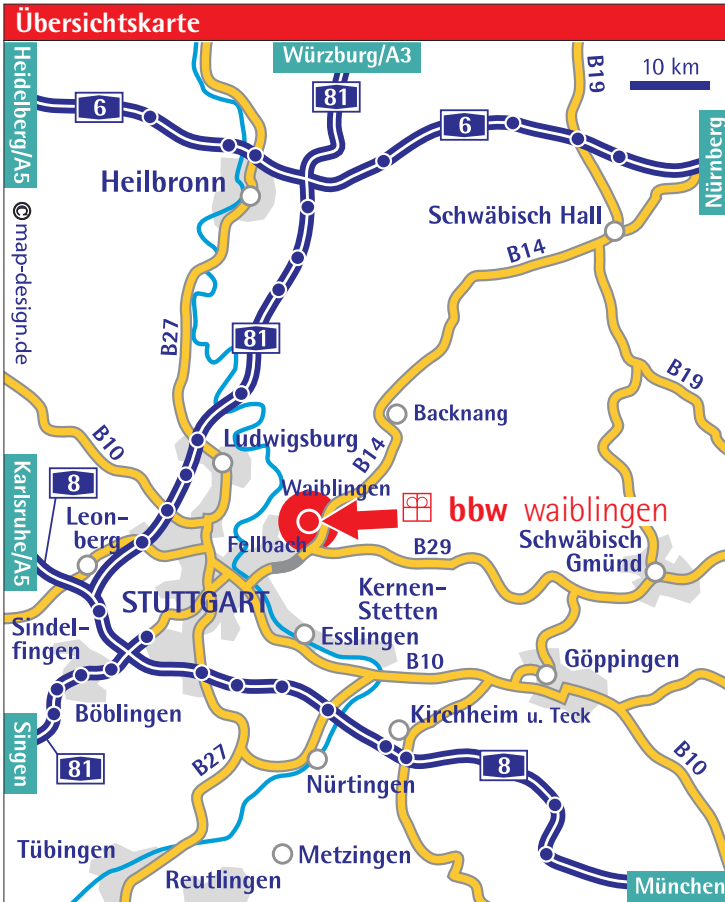 Übersichtskarte
Heidelberg/A5
Würzburg/A3
B19
10 km
6
81
6
Nürnberg
Heilbronn
Schwäbisch Hall
© map-design.de
B14
81
B27
B19
Backnang
B10
Ludwigsburg
B14
Karlsruhe/A5
8
Waiblingen
bbw waiblingen
Leon-
berg
Fellbach
B29
Schwäbisch
Gmünd
STUTTGART
Kernen-
Stetten
Sindel-
fingen
Esslingen
B10
Göppingen
Böblingen
Kirchheim u. Teck
Singen
81
B27
Nürtingen
8
B10
Tübingen
Metzingen
Reutlingen
München